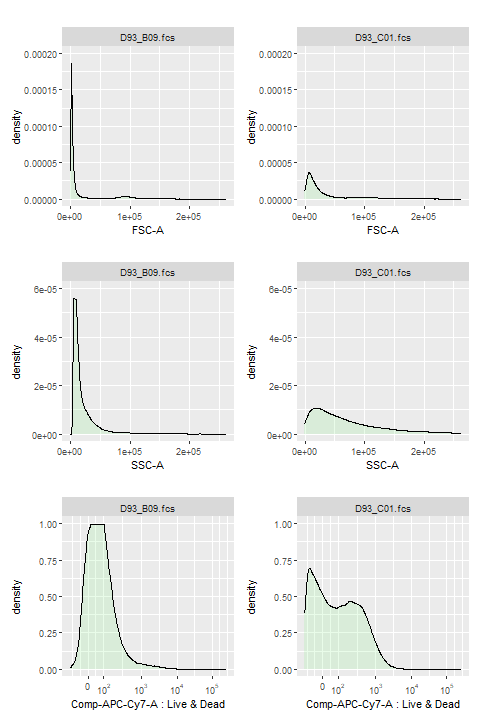 D93_B09.fcs D93_C01.fcs
0.00020 0.00020
0.00015 0.00015
0.00010 0.00010
0.00005 0.00005
0.00000 0.00000
density density
0e+00 1e+05 2e+05 0e+00 1e+05 2e+05
FSC-A FSC-A
D93_B09.fcs D93_C01.fcs
6e-05 6e-05
4e-05 4e-05
2e-05 2e-05
0e+00 0e+00
density density
0e+00 1e+05 2e+05 0e+00 1e+05 2e+05
SSC-A SSC-A
D93_B09.fcs D93_C01.fcs
1.00 1.00
0.75 0.75
0.50 0.50
0.25 0.25
0.00 0.00
density density
0 10² 10³ 10⁴ 10⁵ 0 10² 10³ 10⁴ 10⁵
Comp-APC-Cy7-A : Live & Dead Comp-APC-Cy7-A : Live & Dead